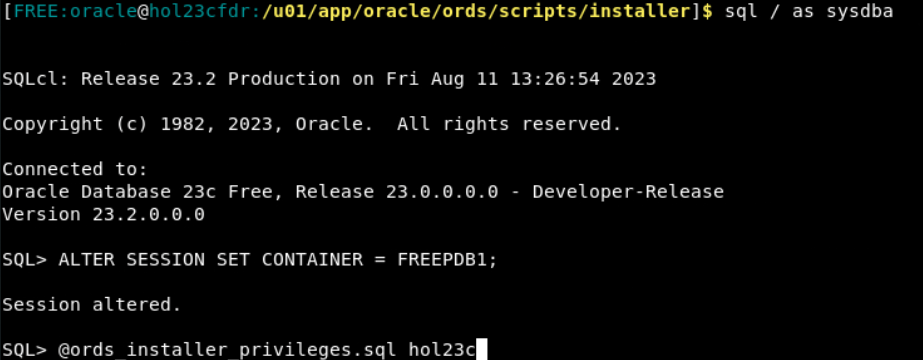 [FREE:oracle@hol23cfdr:/u01/app/oracle/ords/scripts/installer]$ sql / as sysdba
SQLcl: Release 23.2 Production on Fri Aug 11 13:26:54 2023
Copyright (c) 1982, 2023, Oracle.  All rights reserved.
Connected to:
Oracle Database 23c Free, Release 23.0.0.0.0 - Developer-Release
Version 23.2.0.0.0
SQL> ALTER SESSION SET CONTAINER = FREEPDB1;
Session altered.
SQL> @ords_installer_privileges.sql hol23c